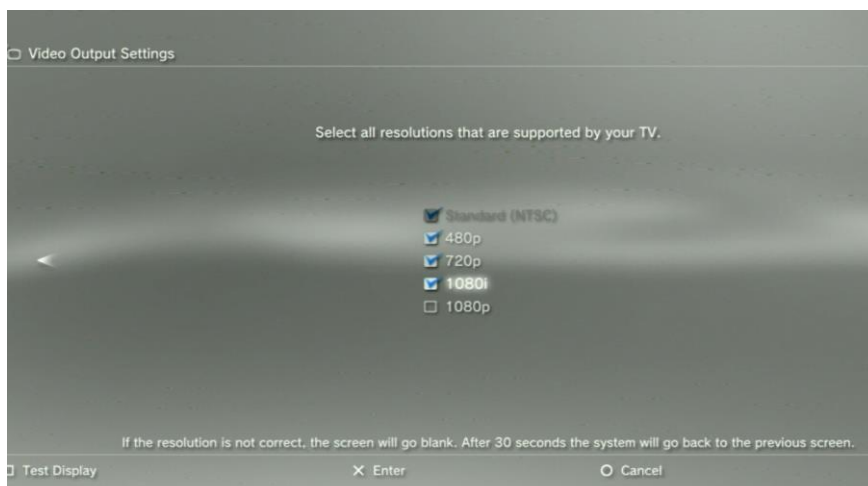 Video Output Settings
Select all resolutions that are supported by your TV.
Standard (NTSC)
480p
720p
1080i
1080p
If the resolution is not correct, the screen will go blank. After 30 seconds the system will go back to the previous screen.
Test Display
Enter
Cancel